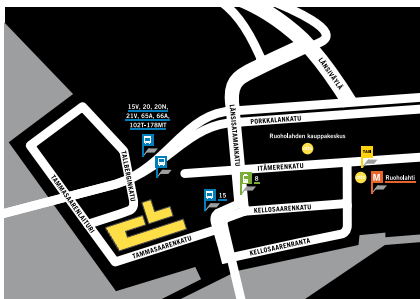 15V, 20, 20N,
21V, 65A, 66A,
102T-178MT
LÄNSIVÄYLÄ
LÄNSISATAMANKATU
PORKKALANKATU
Ruoholahden kauppakeskus
TALLBERGINKATU
TAXI
ITÄMERENKATU
TAMMASAARENLAITURI
8
M Ruoholahti
15
KELLOSAARENKATU
TAMMASAARENKATU
KELLOSAARENRANTA